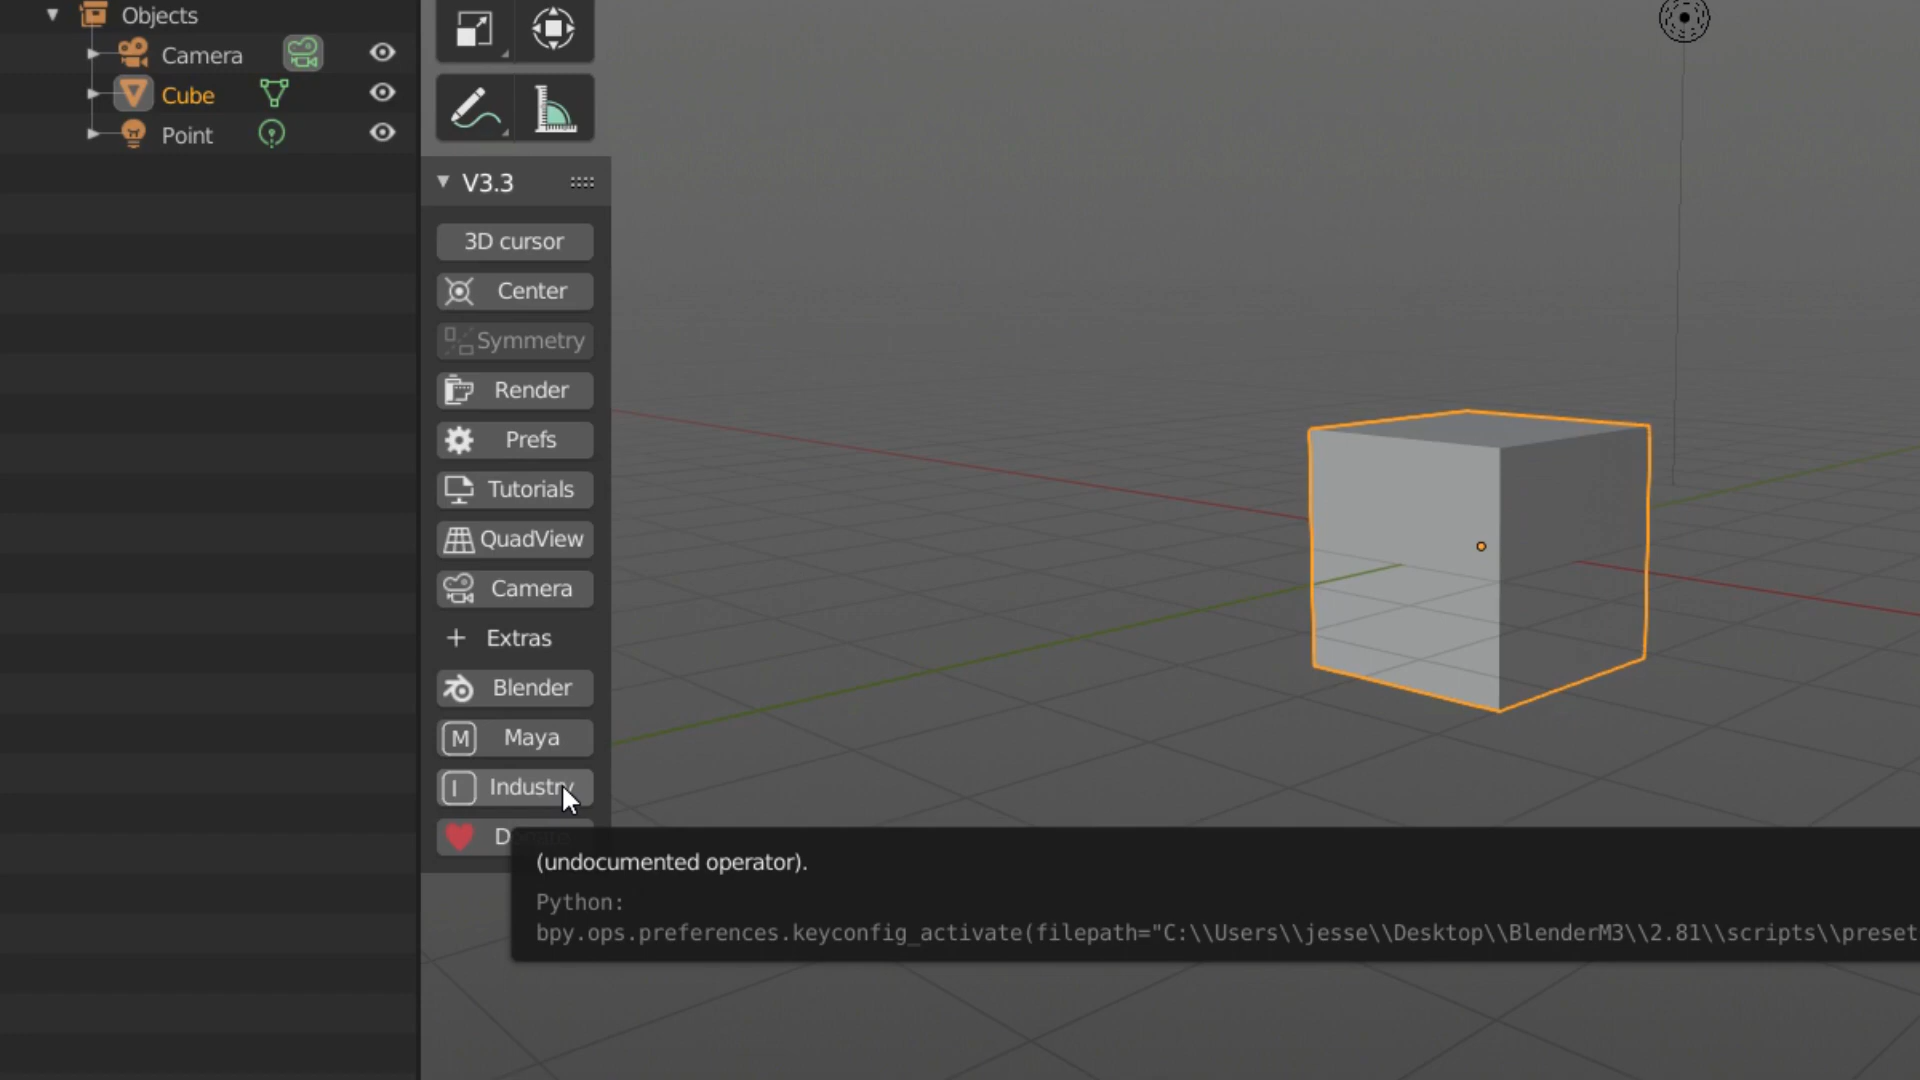 Objects
Camera
Cube
Point
V3.3
3D cursor
Center
Symmetry
Render
Prefs
Tutorials
QuadView
Camera
Extras
Blender
M Maya
I Industry
(undocumented operator).
Python:
bpy.ops.preferences.keyconfig_activate(filepath="C:\\Users\\jesse\\Desktop\\BlenderM3\\2.81\\scripts\\preset